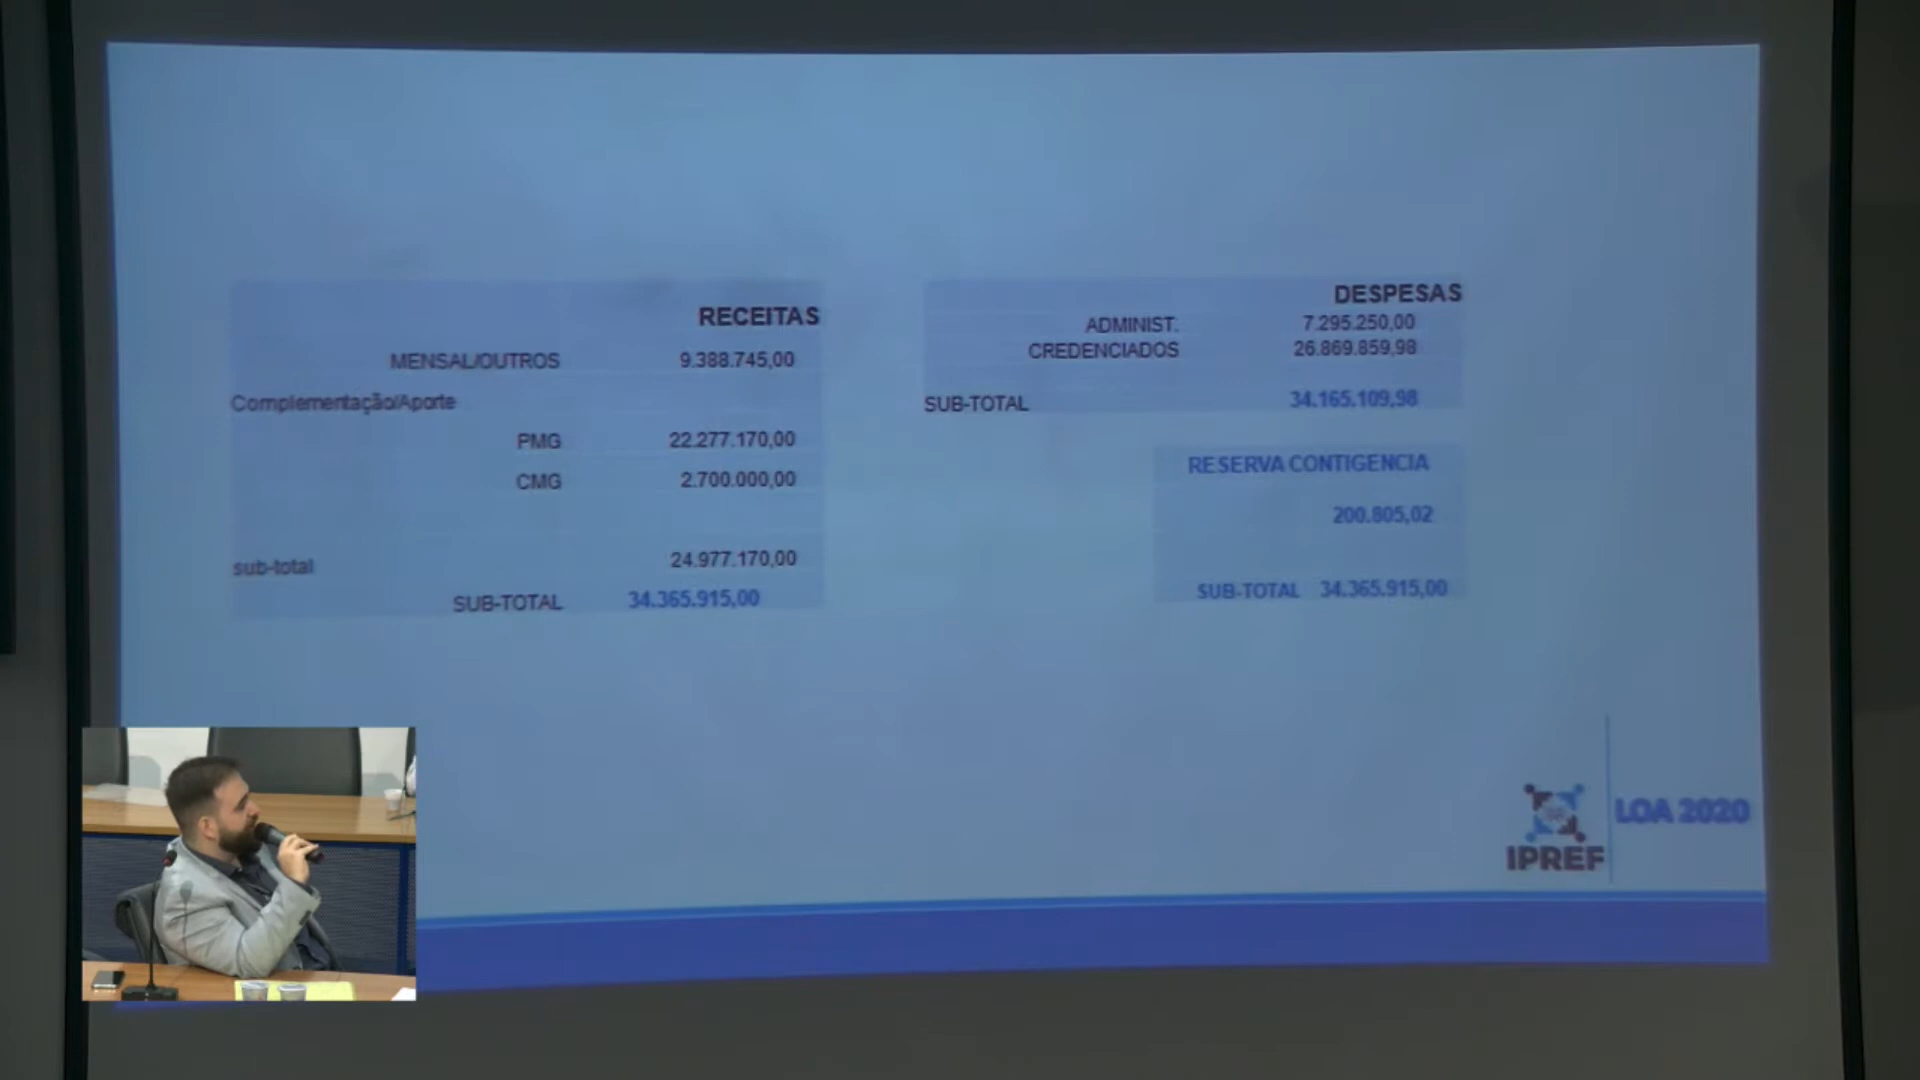 RECEITAS
MENSAL/OUTROS 9.388.745,00
Complementação/Aporte
PMG 22.277.170,00
CMG 2.700.000,00
sub-total 24.977.170,00
SUB-TOTAL 34.365.915,00
DESPESAS
ADMINIST. 7.295.250,00
CREDENCIADOS 26.869.859,98
SUB-TOTAL 34.165.109,98
RESERVA CONTIGENCIA
200.805,02
SUB-TOTAL 34.365.915,00
IPREF
LOA 2020